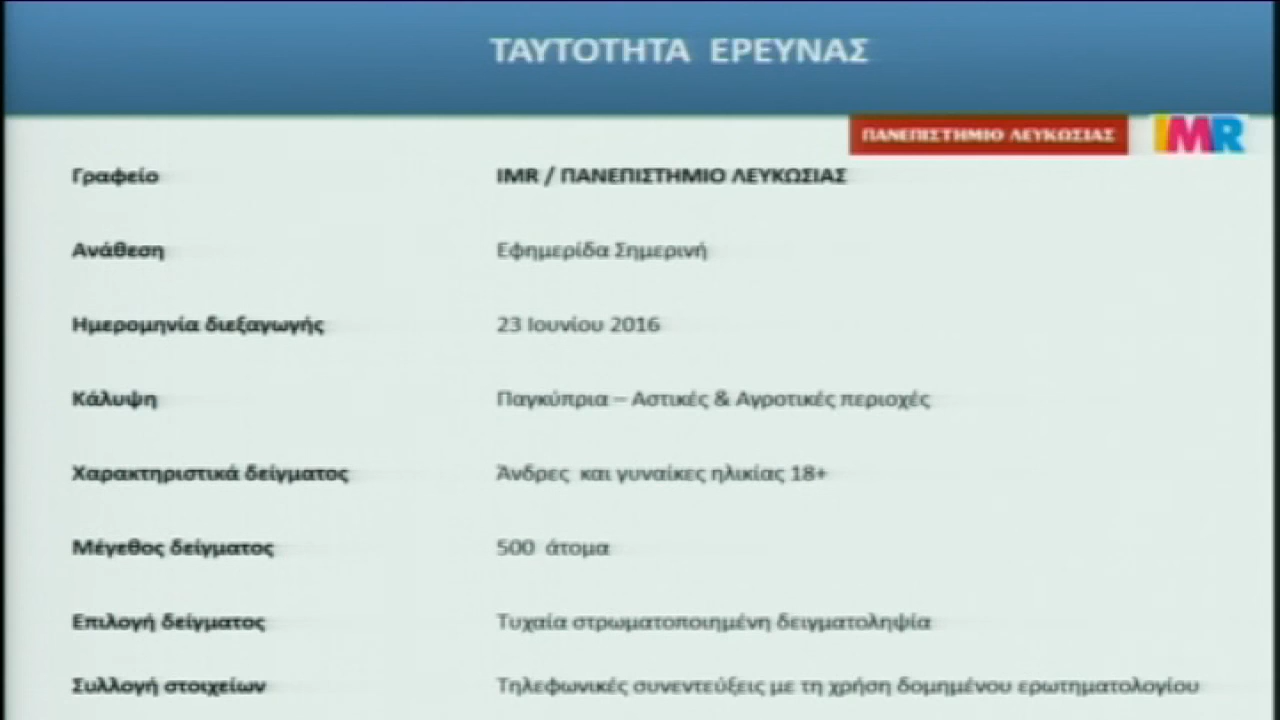 ΤΑΥΤΟΤΗΤΑ ΕΡΕΥΝΑΣ
ΠΑΝΕΠΙΣΤΗΜΙΟ ΛΕΥΚΩΣΙΑΣ IMR
Γραφείο IMR / ΠΑΝΕΠΙΣΤΗΜΙΟ ΛΕΥΚΩΣΙΑΣ
Ανάθεση Εφημερίδα Σημερινή
Ημερομηνία διεξαγωγής 23 Ιουνίου 2016
Κάλυψη Παγκύπρια – Αστικές & Αγροτικές περιοχές
Χαρακτηριστικά δείγματος Άνδρες και γυναίκες ηλικίας 18+
Μέγεθος δείγματος 500 άτομα
Επιλογή δείγματος Τυχαία στρωματοποιημένη δειγματοληψία
Συλλογή στοιχείων Τηλεφωνικές συνεντεύξεις με τη χρήση δομημένου ερωτηματολογίου